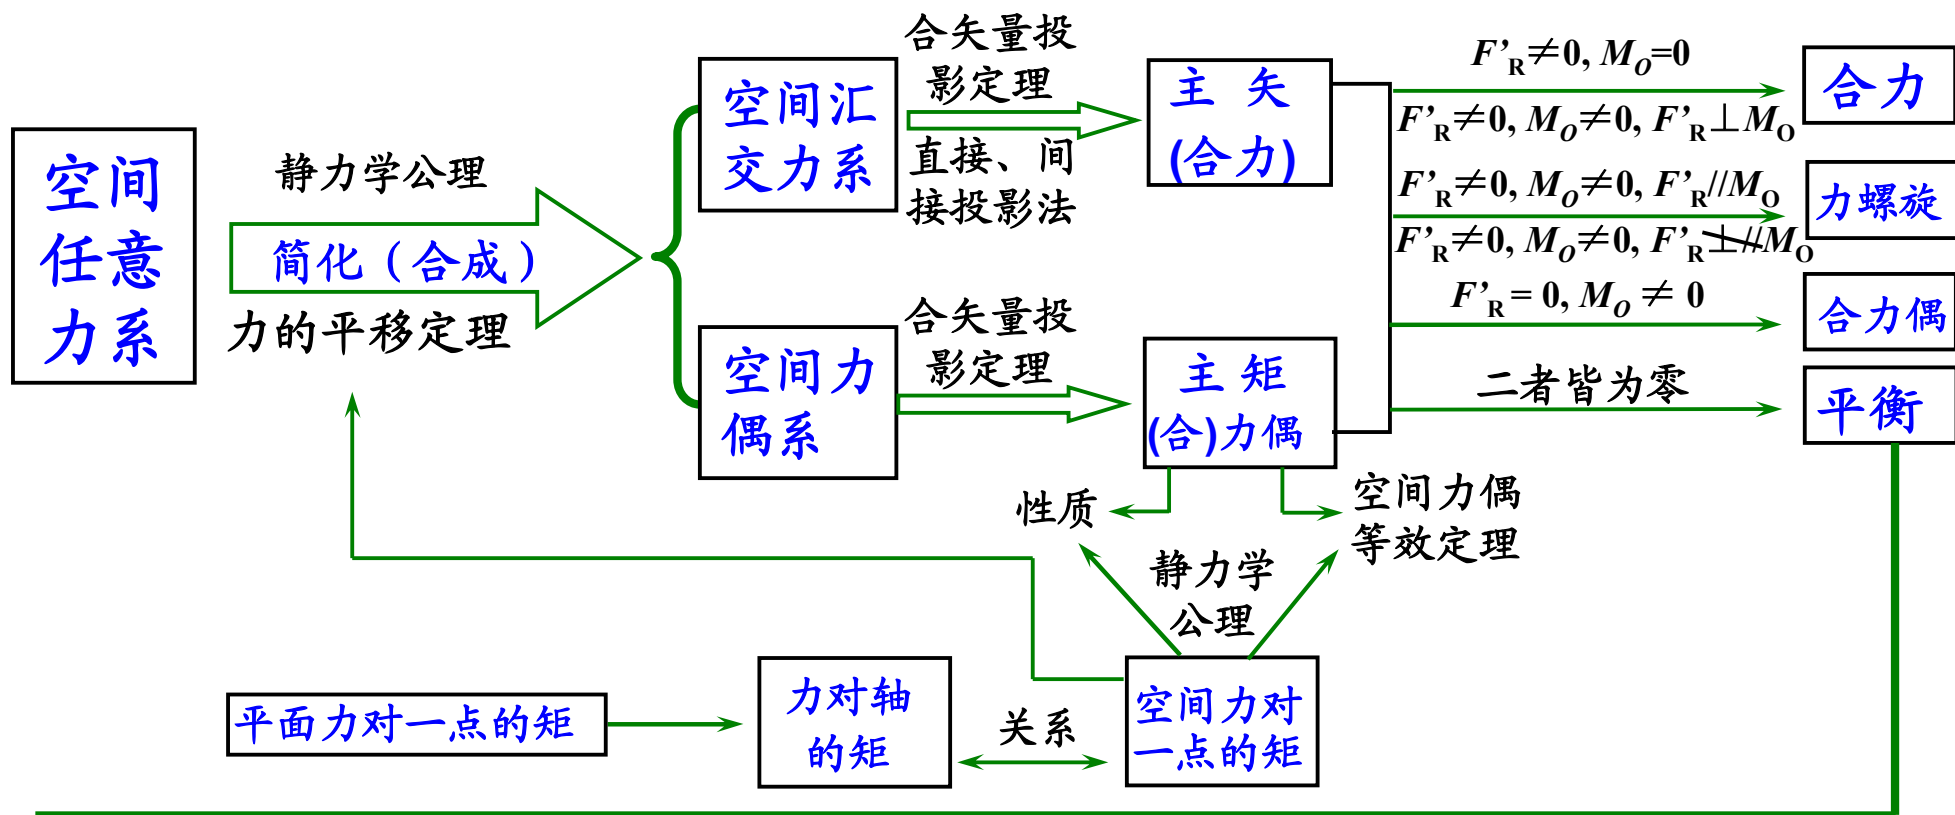 空间
任意
力系
静力学公理
简化（合成）
力的平移定理
空间汇
交力系
空间力
偶系
合矢量投
影定理
直接、间
接投影法
合矢量投
影定理
主 矢
(合力)
主 矩
(合)力偶
F’R≠0, MO=0
F’R≠0, MO≠0, F’R⊥MO
F’R≠0, MO≠0, F’R//MO
F’R≠0, MO≠0, F’R⊥//MO
F’R = 0, MO ≠ 0
二者皆为零
合力
力螺旋
合力偶
平衡
性质
空间力偶
等效定理
静力学
公理
平面力对一点的矩
力对轴
的矩
关系
空间力对
一点的矩